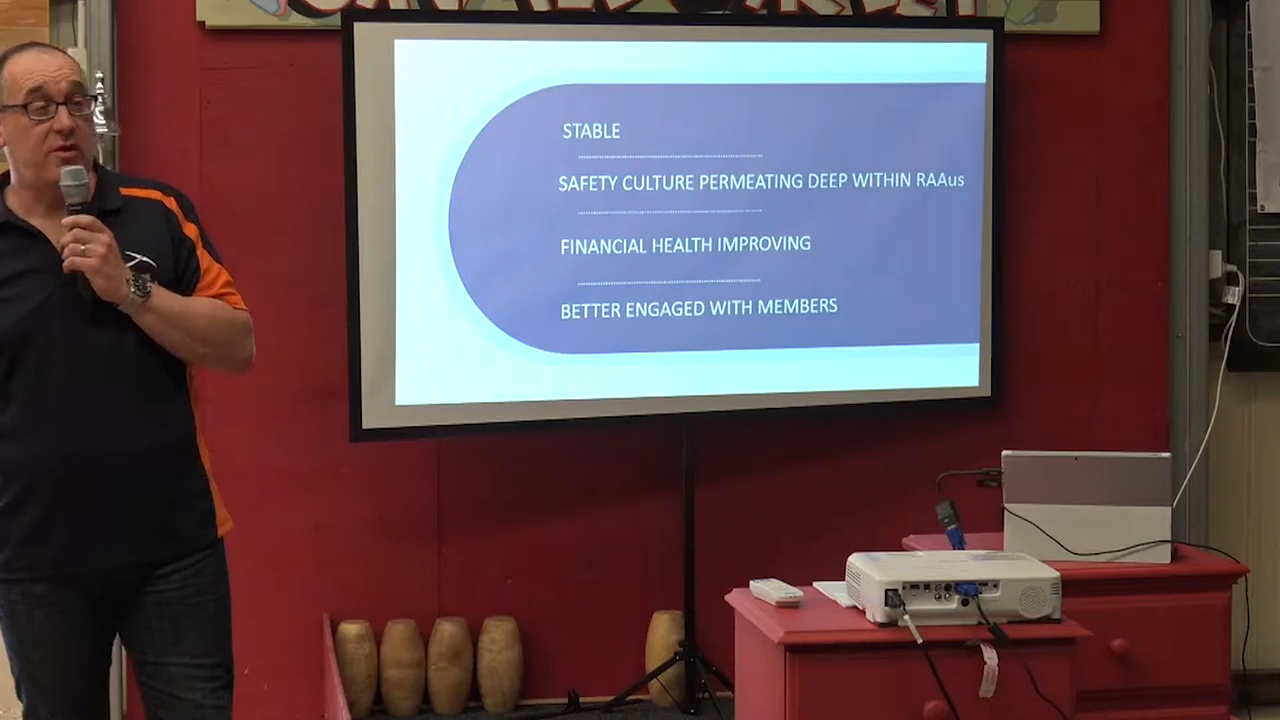 STABLE
SAFETY CULTURE PERMEATING DEEP WITHIN RAAus
FINANCIAL HEALTH IMPROVING
BETTER ENGAGED WITH MEMBERS